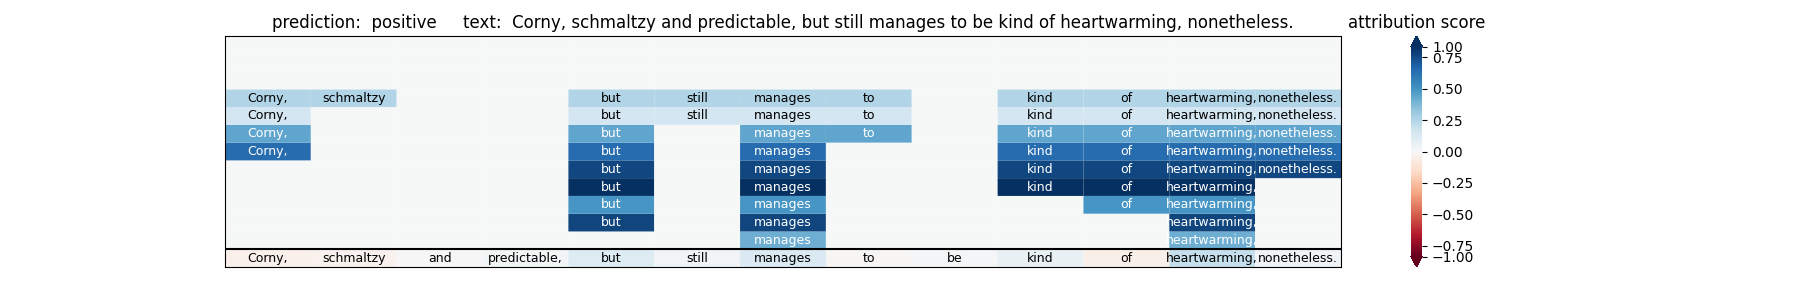 prediction: positive text: Corny, schmaltzy and predictable, but still manages to be kind of heartwarming, nonetheless. attribution score
Corny, schmaltzy but still manages to kind of heartwarming, nonetheless.
Corny, but still manages to kind of heartwarming, nonetheless.
Corny, but manages to kind of heartwarming, nonetheless.
Corny, but manages kind of heartwarming, nonetheless.
but manages kind of heartwarming, nonetheless.
but manages kind of heartwarming,
but manages of heartwarming,
but manages heartwarming,
manages heartwarming,
Corny, schmaltzy and predictable, but still manages to be kind of heartwarming, nonetheless.
1.00
0.75
0.50
0.25
0.00
−0.25
−0.50
−0.75
−1.00